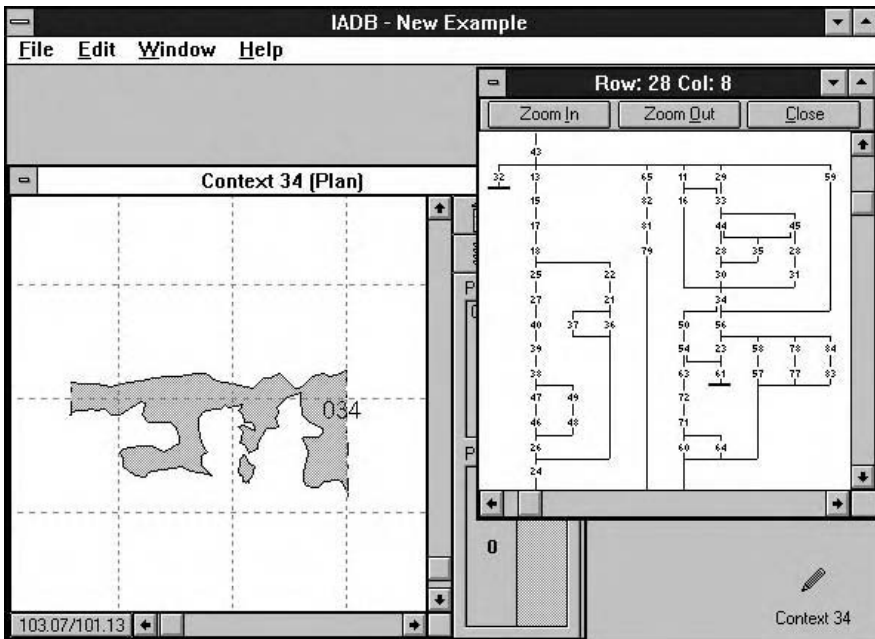 IADB - New Example
File Edit Window Help
Row: 28 Col: 8
Zoom In Zoom Out Close
Context 34 (Plan)
034
103.07/101.13
P
P
0
Context 34
43
32 13 65 11 29 59
15 82 16 33
17 81 44 45
18 79 28 35 28
25 22 30 31
27 21 34
40 37 36 50 56
39 54 23 58 78 84
38 63 61 57 77 83
47 49 72
46 48 71
26 60 64
24